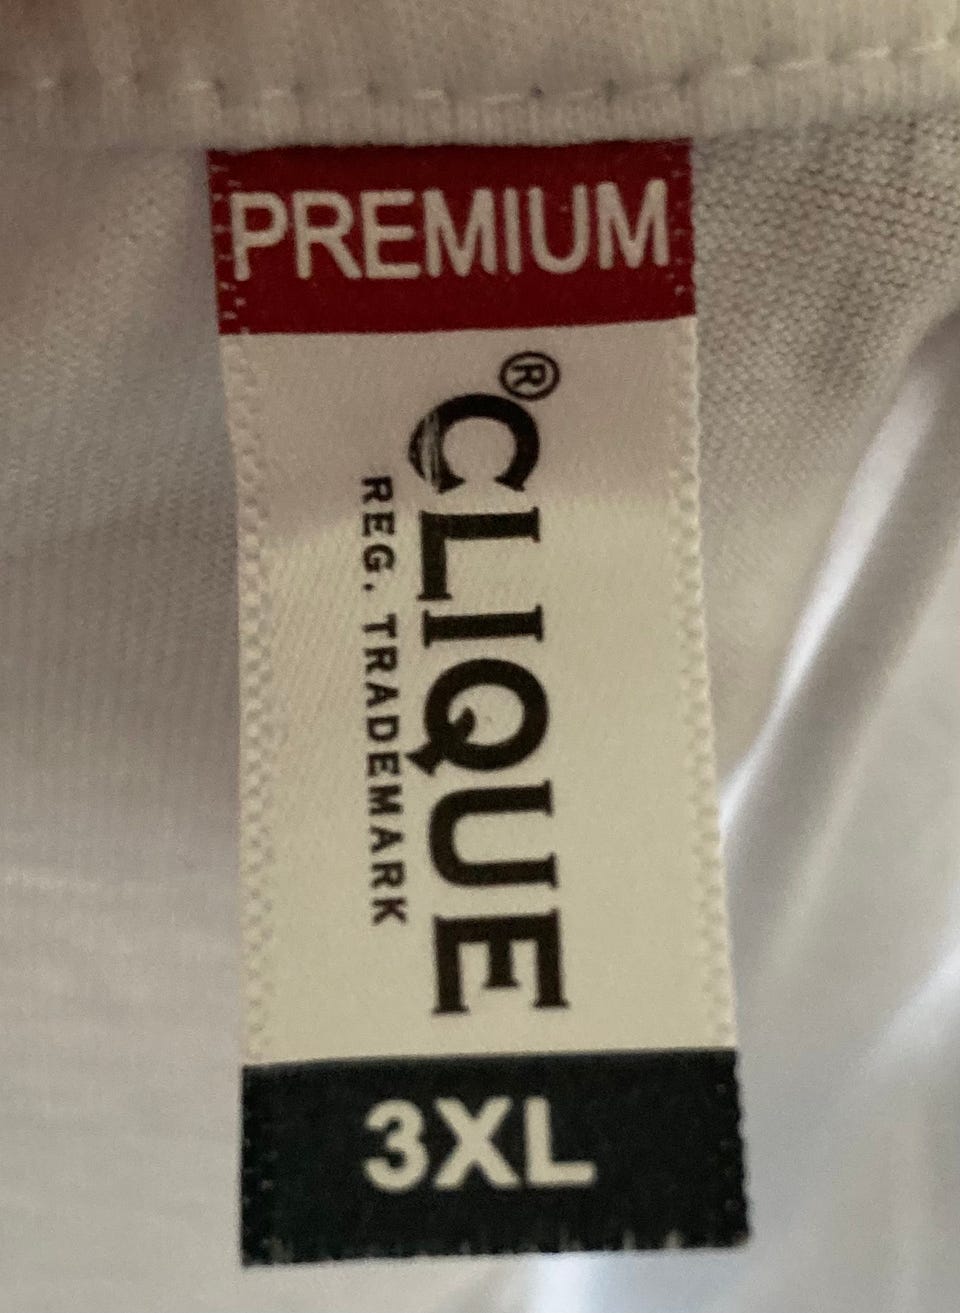 PREMIUM
®CLIQUE
REG. TRADEMARK
3XL